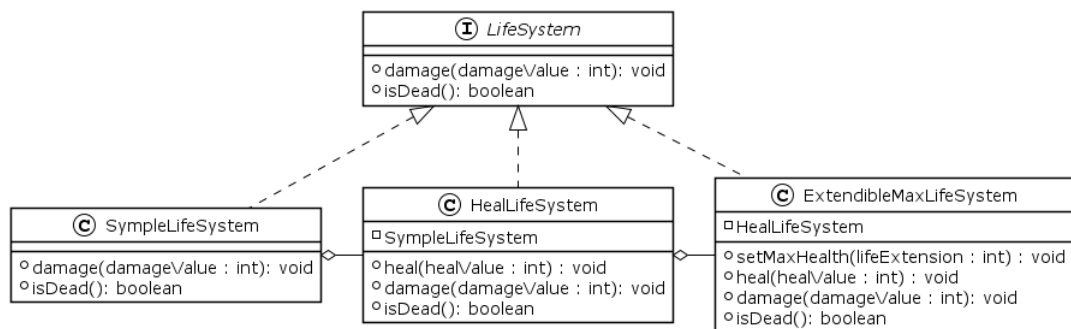 I LifeSystem
damage(damageValue : int): void
isDead(): boolean
C SympleLifeSystem
damage(damageValue : int): void
isDead(): boolean
C HealLifeSystem
SympleLifeSystem
heal(healValue : int) : void
damage(damageValue : int): void
isDead(): boolean
C ExtendibleMaxLifeSystem
HealLifeSystem
setMaxHealth(lifeExtension : int) : void
heal(healValue : int) : void
damage(damageValue : int): void
isDead(): boolean